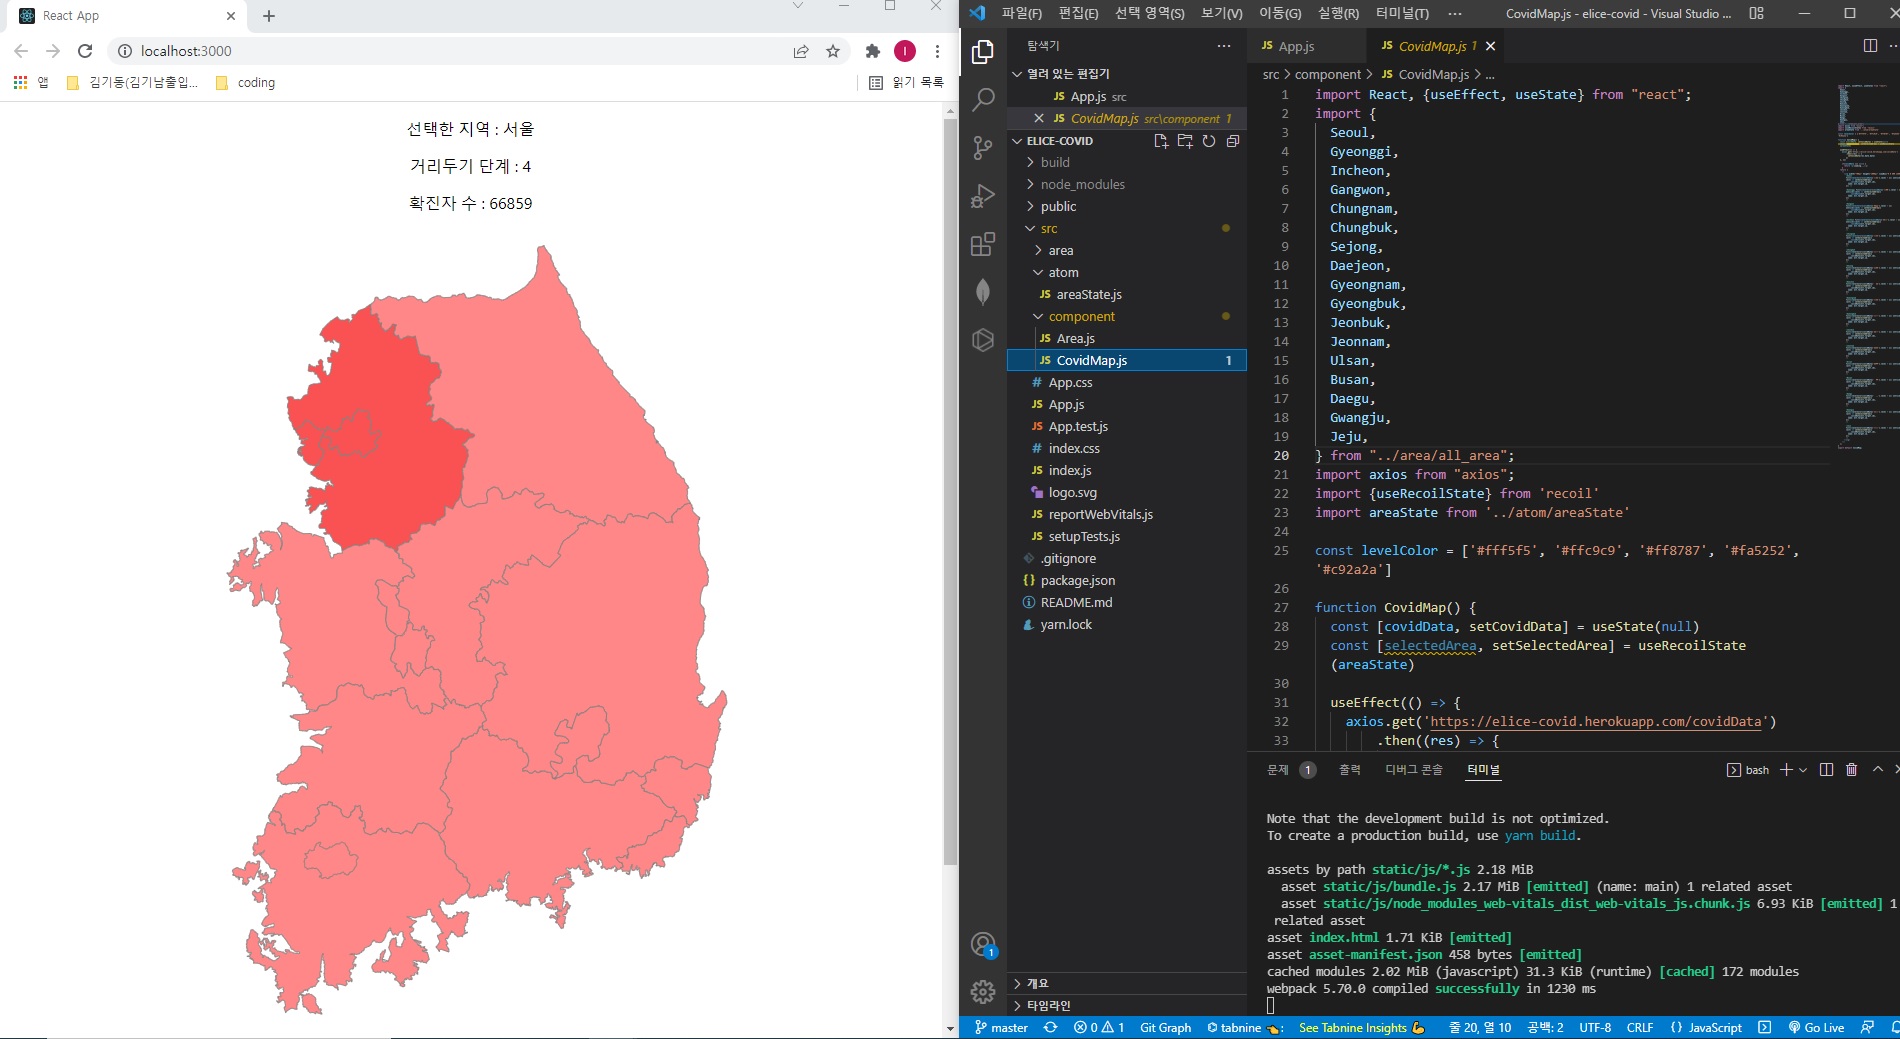 React App
localhost:3000
앱
김기동(김기남출입...
coding
읽기 목록
선택한 지역 : 서울
거리두기 단계 : 4
확진자 수 : 66859
파일(F) 편집(E) 선택 영역(S) 보기(V) 이동(G) 실행(R) 터미널(T) ...
CovidMap.js - elice-covid - Visual Studio ...
탐색기
열려 있는 편집기
App.js src
CovidMap.js src\component 1
ELICE-COVID
build
node_modules
public
src
area
atom
areaState.js
component
Area.js
CovidMap.js 1
App.css
App.js
App.test.js
index.css
index.js
logo.svg
reportWebVitals.js
setupTests.js
.gitignore
package.json
README.md
yarn.lock
개요
타임라인
App.js
CovidMap.js 1
src > component > JS CovidMap.js > ...
1 import React, {useEffect, useState} from "react";
2 import {
3 Seoul,
4 Gyeonggi,
5 Incheon,
6 Gangwon,
7 Chungnam,
8 Chungbuk,
9 Sejong,
10 Daejeon,
11 Gyeongnam,
12 Gyeongbuk,
13 Jeonbuk,
14 Jeonnam,
15 Ulsan,
16 Busan,
17 Daegu,
18 Gwangju,
19 Jeju,
20 } from "../area/all_area";
21 import axios from "axios";
22 import {useRecoilState} from 'recoil'
23 import areaState from '../atom/areaState'
24
25 const levelColor = ['#fff5f5', '#ffc9c9', '#ff8787', '#fa5252',
'#c92a2a']
26
27 function CovidMap() {
28 const [covidData, setCovidData] = useState(null)
29 const [selectedArea, setSelectedArea] = useRecoilState
(areaState)
30
31 useEffect(() => {
32 axios.get('https://elice-covid.herokuapp.com/covidData')
33 .then((res) => {
문제 1 출력 디버그 콘솔 터미널
bash
Note that the development build is not optimized.
To create a production build, use yarn build.
assets by path static/js/*.js 2.18 MiB
asset static/js/bundle.js 2.17 MiB [emitted] (name: main) 1 related asset
asset static/js/node_modules_web-vitals_dist_web-vitals_js.chunk.js 6.93 KiB [emitted] 1
related asset
asset index.html 1.71 KiB [emitted]
asset asset-manifest.json 458 bytes [emitted]
cached modules 2.02 MiB (javascript) 31.3 KiB (runtime) [cached] 172 modules
webpack 5.70.0 compiled successfully in 1230 ms
master 0 1 Git Graph tabnine : See Tabnine Insights 줄 20, 열 10 공백: 2 UTF-8 CRLF {} JavaScript Go Live